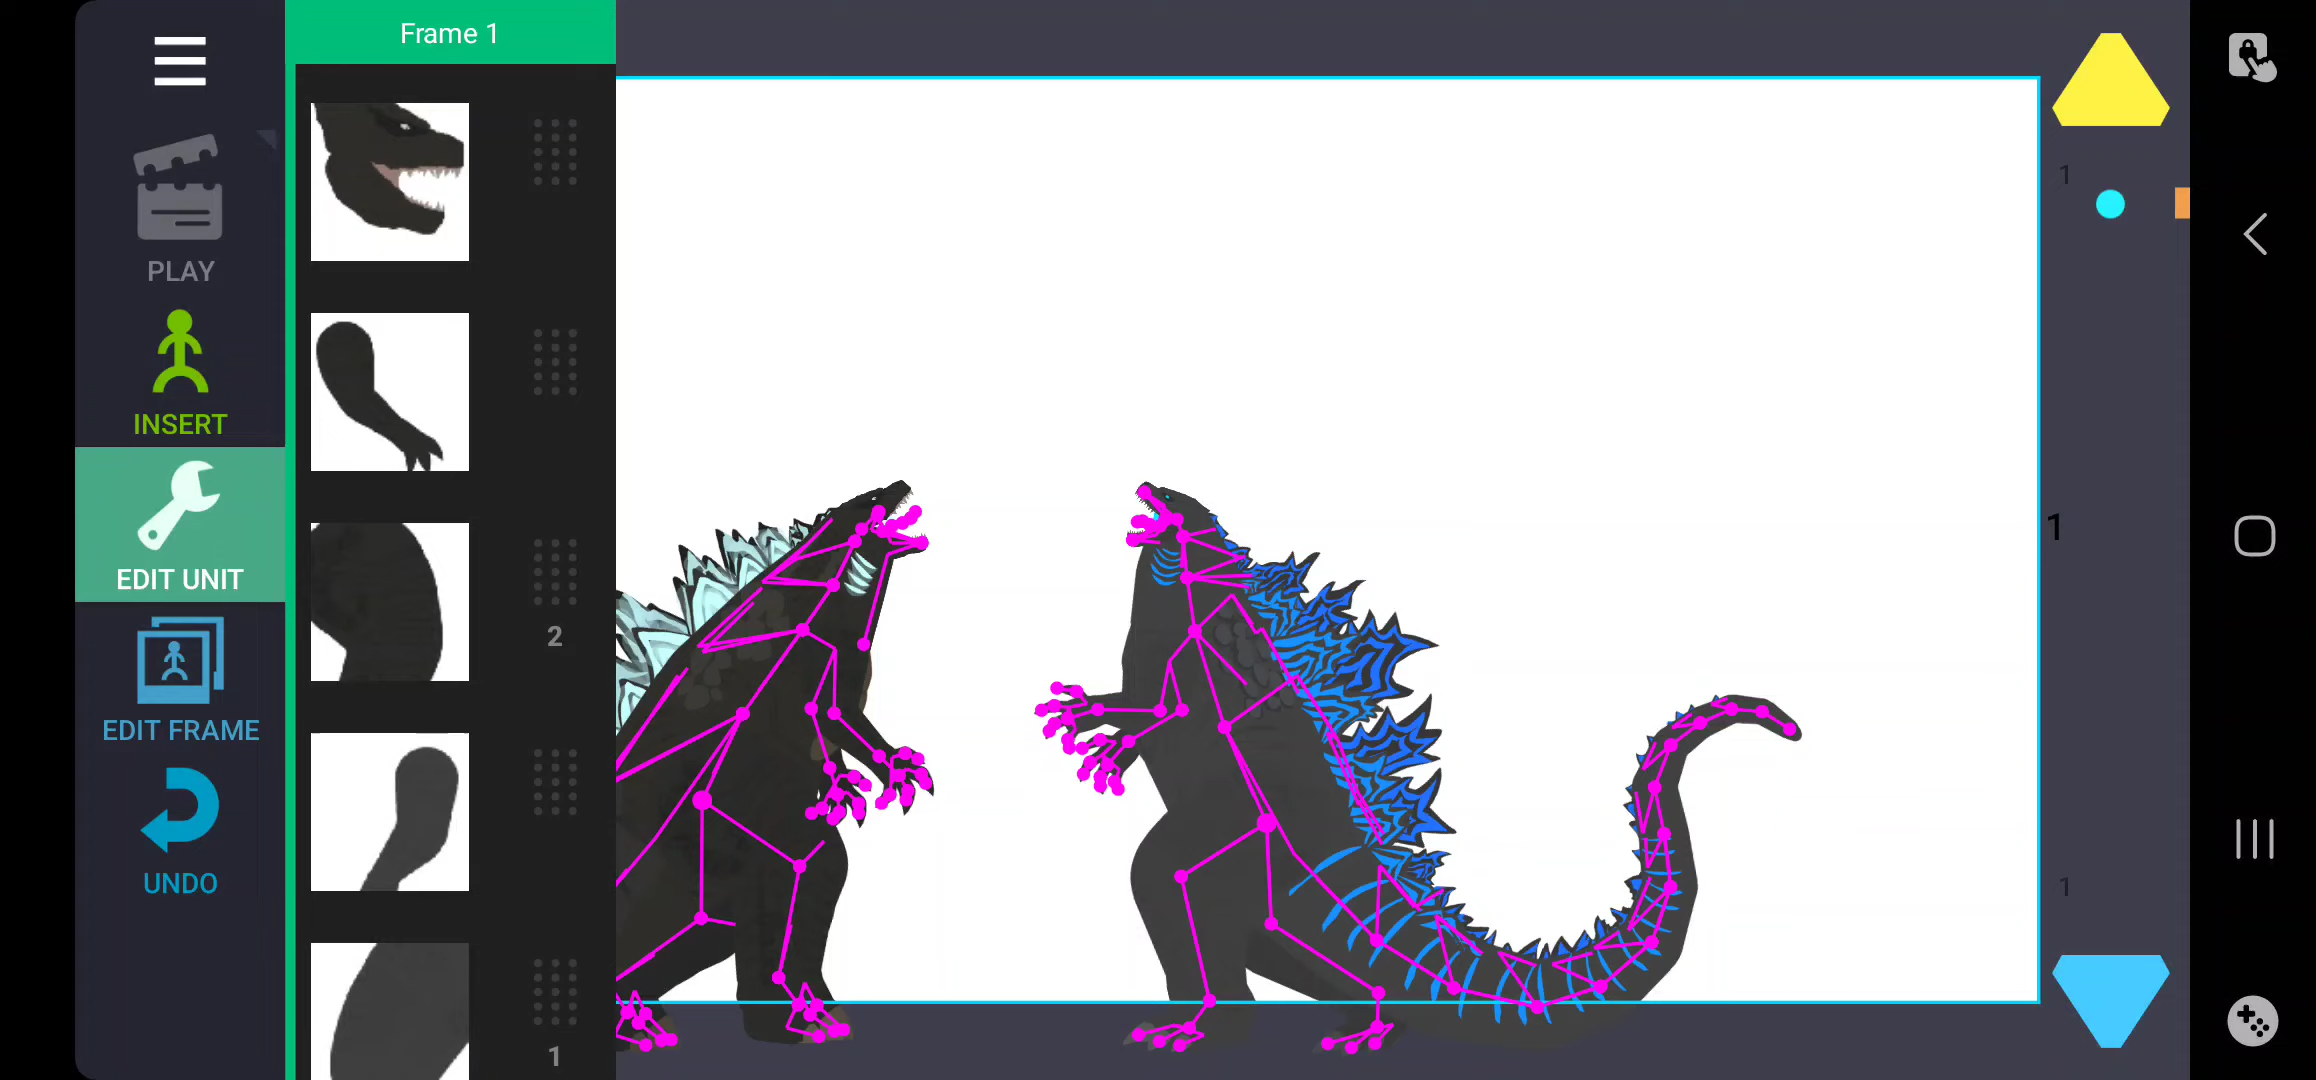 Frame 1
PLAY
INSERT
EDIT UNIT
EDIT FRAME
UNDO
2
1
1
1
1